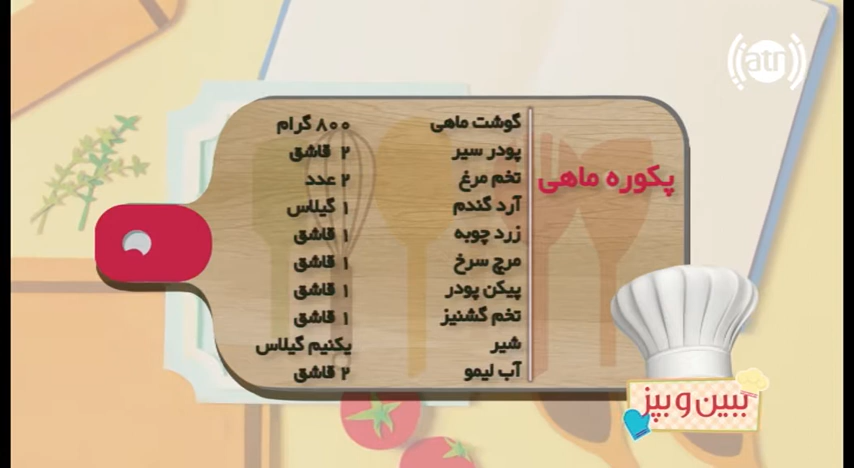 atn
پکوره ماهی
گوشت ماهی ۸۰۰ گرام
پودر سیر ۲ قاشق
تخم مرغ ۲ عدد
آرد گندم ۱ گیلاس
زرد چوبه ۱ قاشق
مرچ سرخ ۱ قاشق
پیکن پودر ۱ قاشق
تخم گشنیز ۱ قاشق
شیر یکنیم گیلاس
آب لیمو ۲ قاشق
ببین و بپز